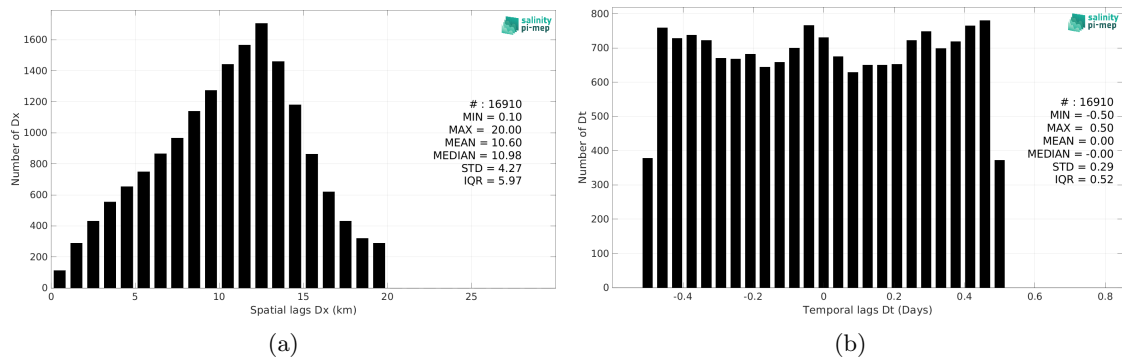 1600
1400
1200
1000
800
600
400
200
0
Number of Dx
salinity
pi-mep
# : 16910
MIN = 0.10
MAX = 20.00
MEAN = 10.60
MEDIAN = 10.98
STD = 4.27
IQR = 5.97
0 5 10 15 20 25
Spatial lags Dx (km)
(a)
800
700
600
500
400
300
200
100
0
Number of Dt
salinity
pi-mep
# : 16910
MIN = -0.50
MAX = 0.50
MEAN = 0.00
MEDIAN = -0.00
STD = 0.29
IQR = 0.52
-0.4 -0.2 0 0.2 0.4 0.6 0.8
Temporal lags Dt (Days)
(b)